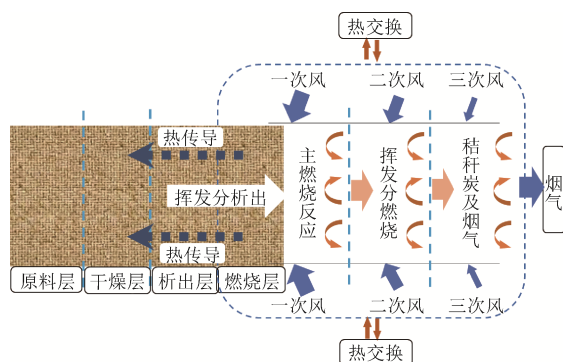 热交换
一次风 二次风 三次风
热传导
挥发分析出
主燃烧反应
挥发分燃烧
秸秆炭及烟气
烟气
热传导
原料层 干燥层 析出层 燃烧层
一次风 二次风 三次风
热交换